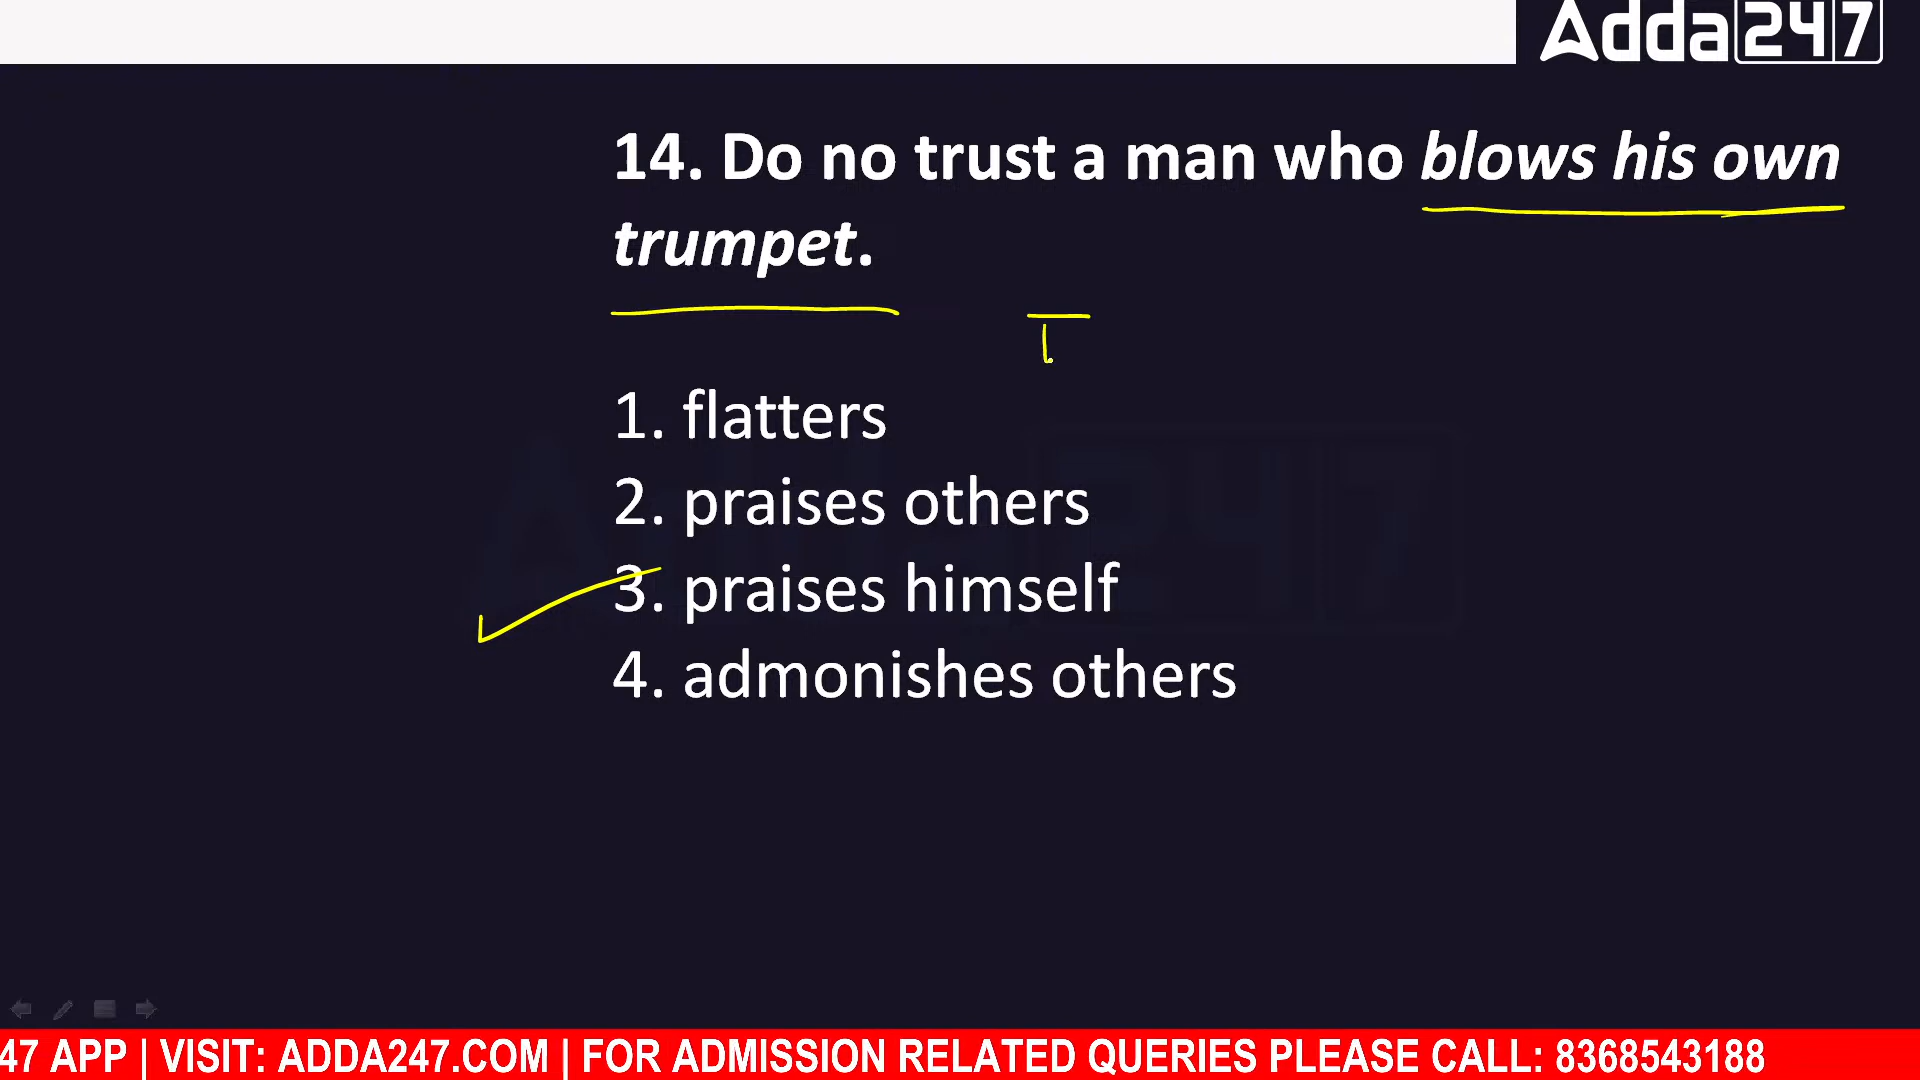 Adda247
14. Do no trust a man who blows his own
trumpet.
1. flatters
2. praises others
3. praises himself
4. admonishes others
47 APP | VISIT: ADDA247.COM | FOR ADMISSION RELATED QUERIES PLEASE CALL: 8368543188